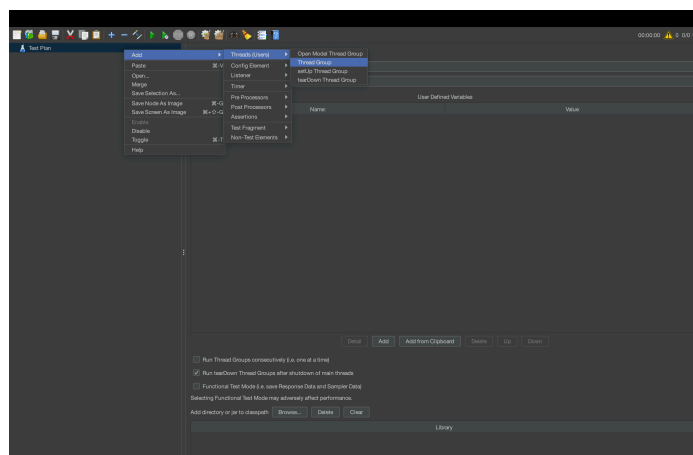 00:00:00 0 0/0
Test Plan
Add
Paste ⌘-V
Open...
Merge
Save Selection As...
Save Node As Image ⌘-G
Save Screen As Image ⌘+⇧-G
Enable
Disable
Toggle ⌘-T
Help
Threads (Users)
Config Element
Listener
Timer
Pre Processors
Post Processors
Assertions
Test Fragment
Non-Test Elements
Open Model Thread Group
Thread Group
setUp Thread Group
tearDown Thread Group
User Defined Variables
Name: Value
Detail Add Add from Clipboard Delete Up Down
Run Thread Groups consecutively (i.e. one at a time)
Run tearDown Thread Groups after shutdown of main threads
Functional Test Mode (i.e. save Response Data and Sampler Data)
Selecting Functional Test Mode may adversely affect performance.
Add directory or jar to classpath Browse... Delete Clear
Library